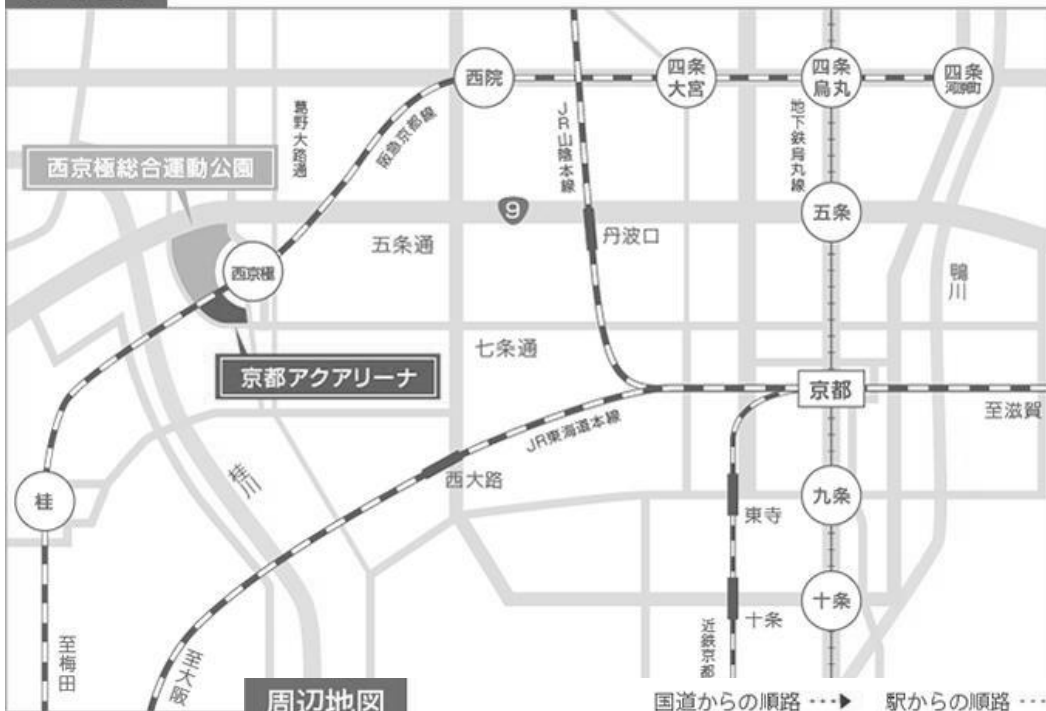 西院
四条
大宮
四条
烏丸
四条
河原町
葛野大路通
阪急京都線
JR山陰本線
地下鉄烏丸線
西京極総合運動公園
9
五条
五条通
丹波口
西京極
鴨川
七条通
京都アクアリーナ
京都
至滋賀
JR東海道本線
西大路
桂川
桂
九条
東寺
十条
十条
近鉄京都
至梅田
至大阪
周辺地図
国道からの順路
駅からの順路